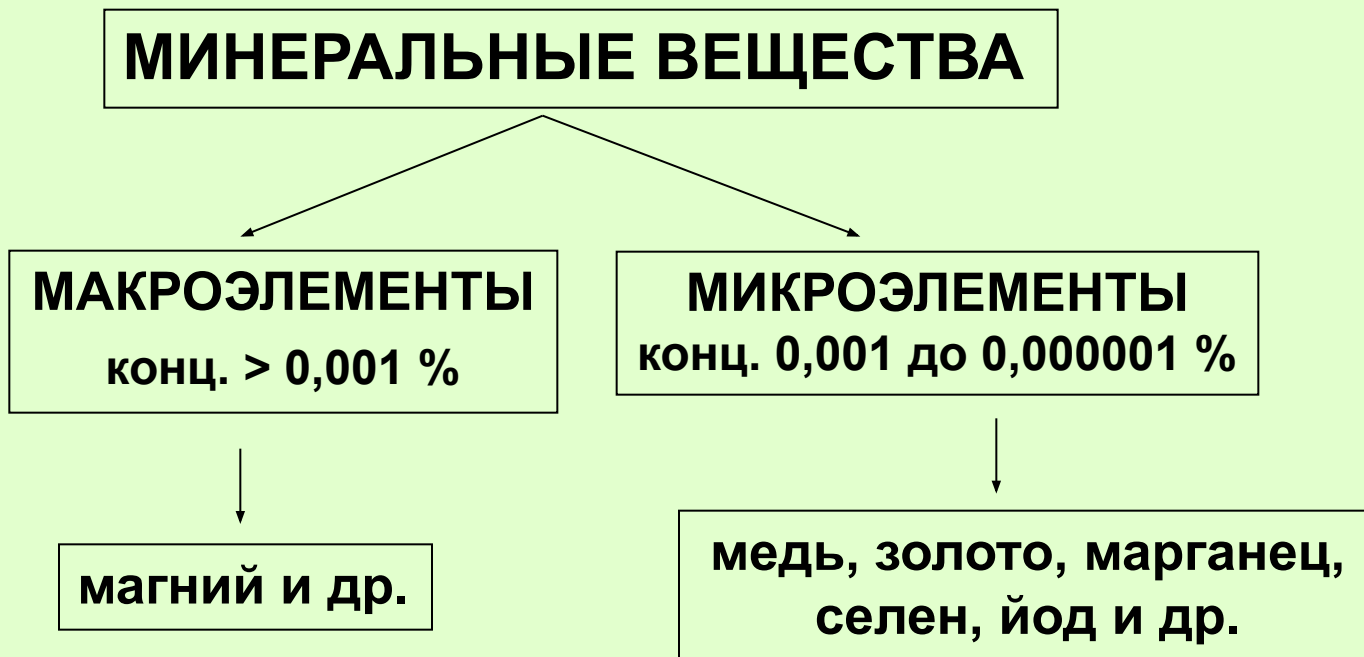 МИНЕРАЛЬНЫЕ ВЕЩЕСТВА
МАКРОЭЛЕМЕНТЫ
конц. > 0,001 %
МИКРОЭЛЕМЕНТЫ
конц. 0,001 до 0,000001 %
магний и др.
медь, золото, марганец,
селен, йод и др.